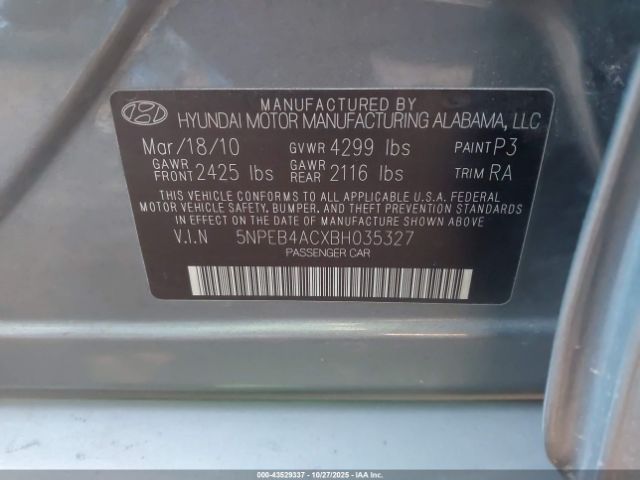 MANUFACTURED BY
HYUNDAI MOTOR MANUFACTURING ALABAMA, LLC
Mar/18/10 GVWR 4299 lbs PAINT P3
GAWR FRONT 2425 lbs GAWR REAR 2116 lbs TRIM RA
THIS VEHICLE CONFORMS TO ALL APPLICABLE U.S.A. FEDERAL
MOTOR VEHICLE SAFETY, BUMPER, AND THEFT PREVENTION
STANDARDS IN EFFECT ON THE DATE OF MANUFACTURE SHOWN ABOVE
V.I.N 5NPEB4ACXBH035327
PASSENGER CAR
000-43529337 - 10/27/2025 - IAAI.COM